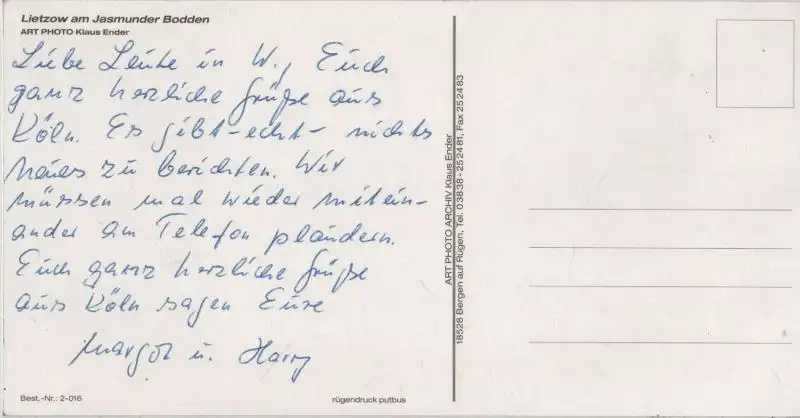 Lietzow am Jasmunder Bodden
ART PHOTO Klaus Ender
Liebe Leute in W., Euch
ganz herzliche Grüße aus
Köln. Es gibt -echt- nichts
neues zu berichten. Wir
müssen mal wieder mitein-
ander am Telefon plaudern.
Euch ganz herzliche Grüße
aus Köln sagen Eure
Margot u. Harry
Best.-Nr.: 2-016
rügendruck putbus
ART PHOTO ARCHIV Klaus Ender
18528 Bergen auf Rügen, Tel. 03838-252481, Fax 252483